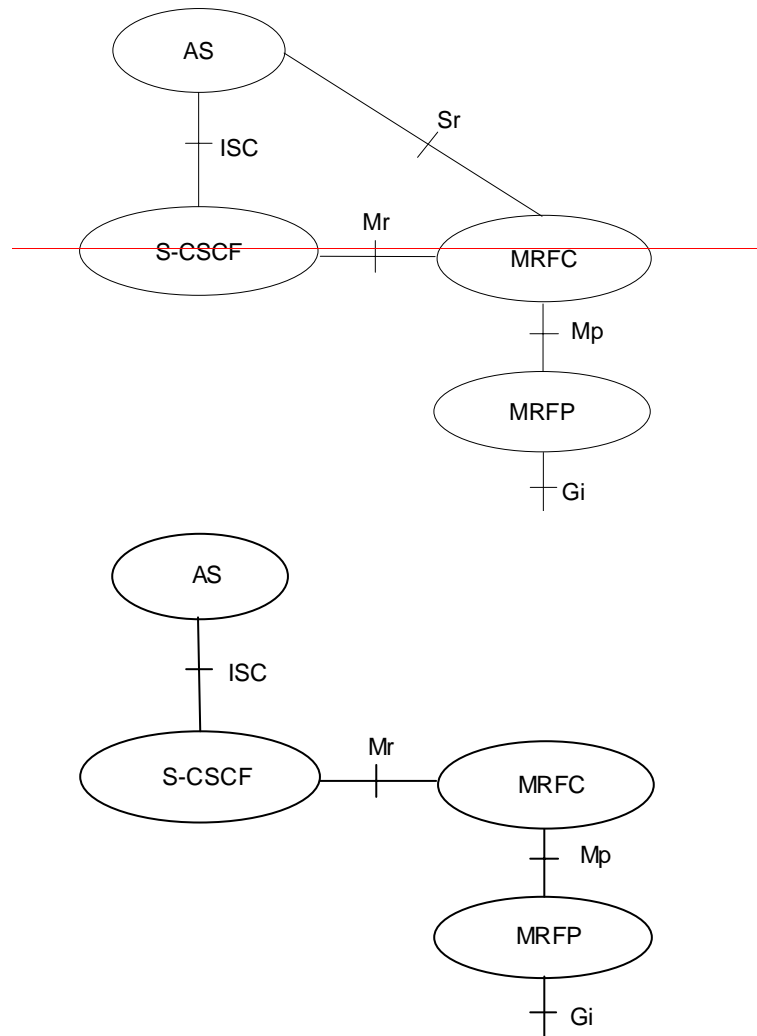 AS
Sr
ISC
Mr
S-CSCF
MRFC
Mp
MRFP
Gi
AS
ISC
Mr
S-CSCF
MRFC
Mp
MRFP
Gi